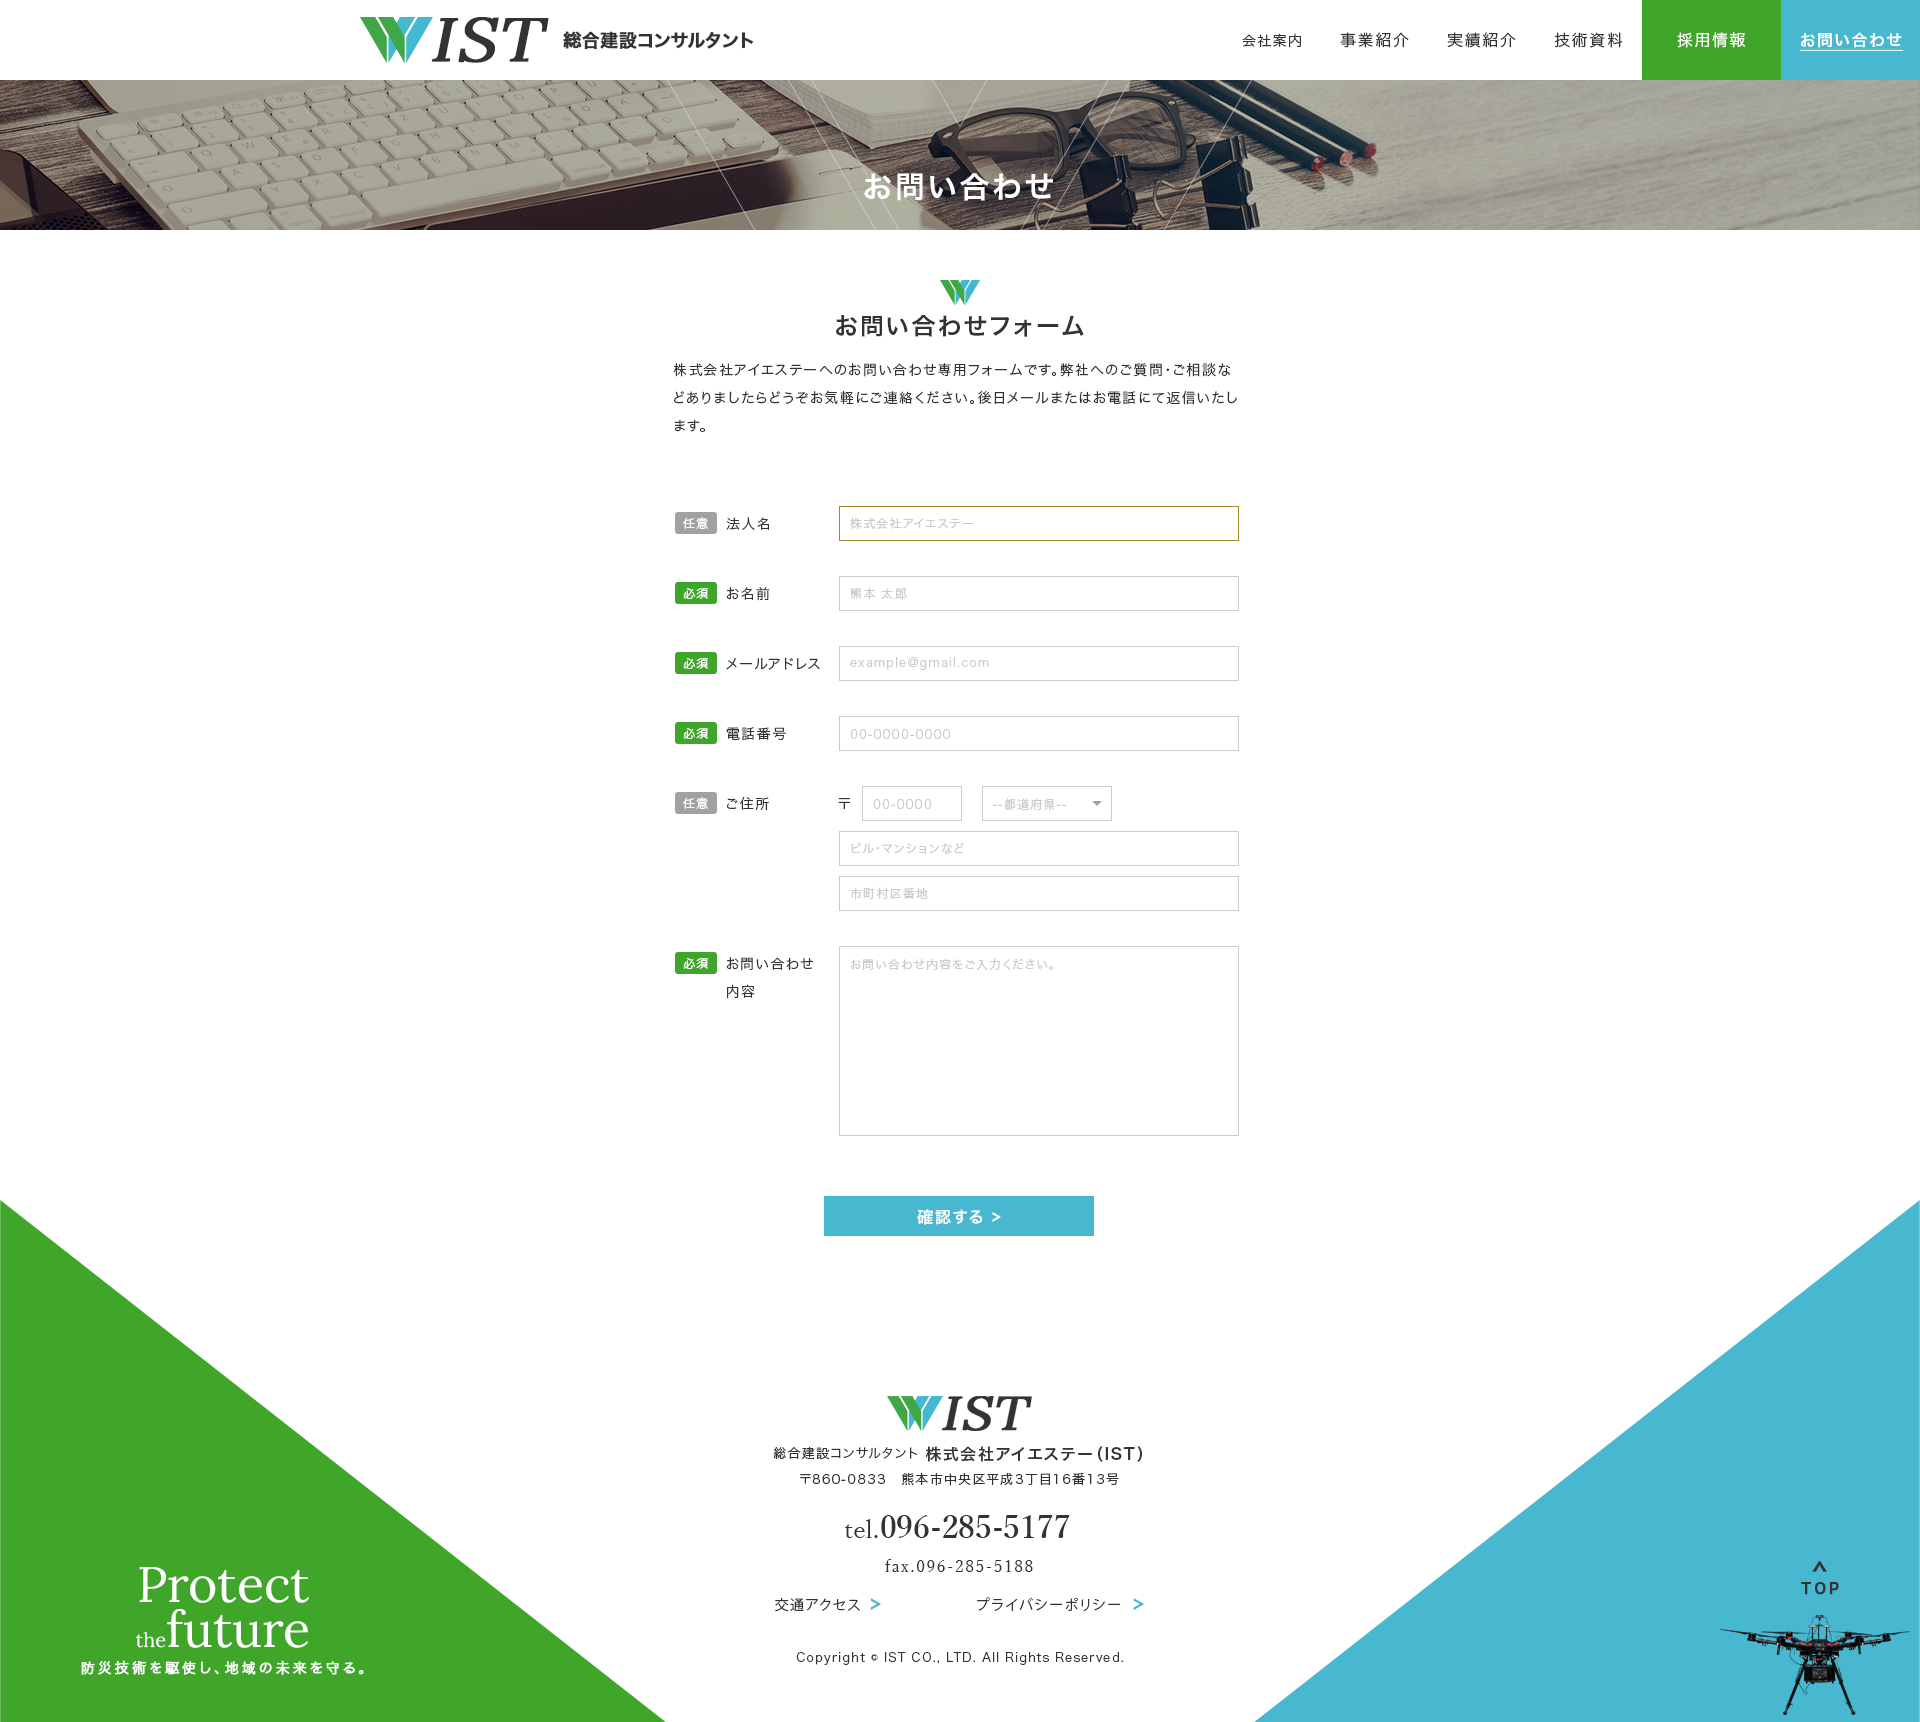 IST 総合建設コンサルタント
会社案内 事業紹介 実績紹介 技術資料 採用情報 お問い合わせ
お問い合わせ
お問い合わせフォーム
株式会社アイエステーへのお問い合わせ専用フォームです。弊社へのご質問・ご相談な
どありましたらどうぞお気軽にご連絡ください。後日メールまたはお電話にて返信いたし
ます。
任意 法人名 株式会社アイエステー
必須 お名前 熊本 太郎
必須 メールアドレス example@gmail.com
必須 電話番号 00-0000-0000
任意 ご住所 〒 00-0000 --都道府県--
ビル・マンションなど
市町村区番地
必須 お問い合わせ お問い合わせ内容をご入力ください。
内容
確認する >
IST
総合建設コンサルタント 株式会社アイエステー(IST)
〒860-0833 熊本市中央区平成3丁目16番13号
tel.096-285-5177
fax.096-285-5188
交通アクセス >
プライバシーポリシー >
Copyright © IST CO., LTD. All Rights Reserved.
Protect
the future
防災技術を駆使し、地域の未来を守る。
TOP